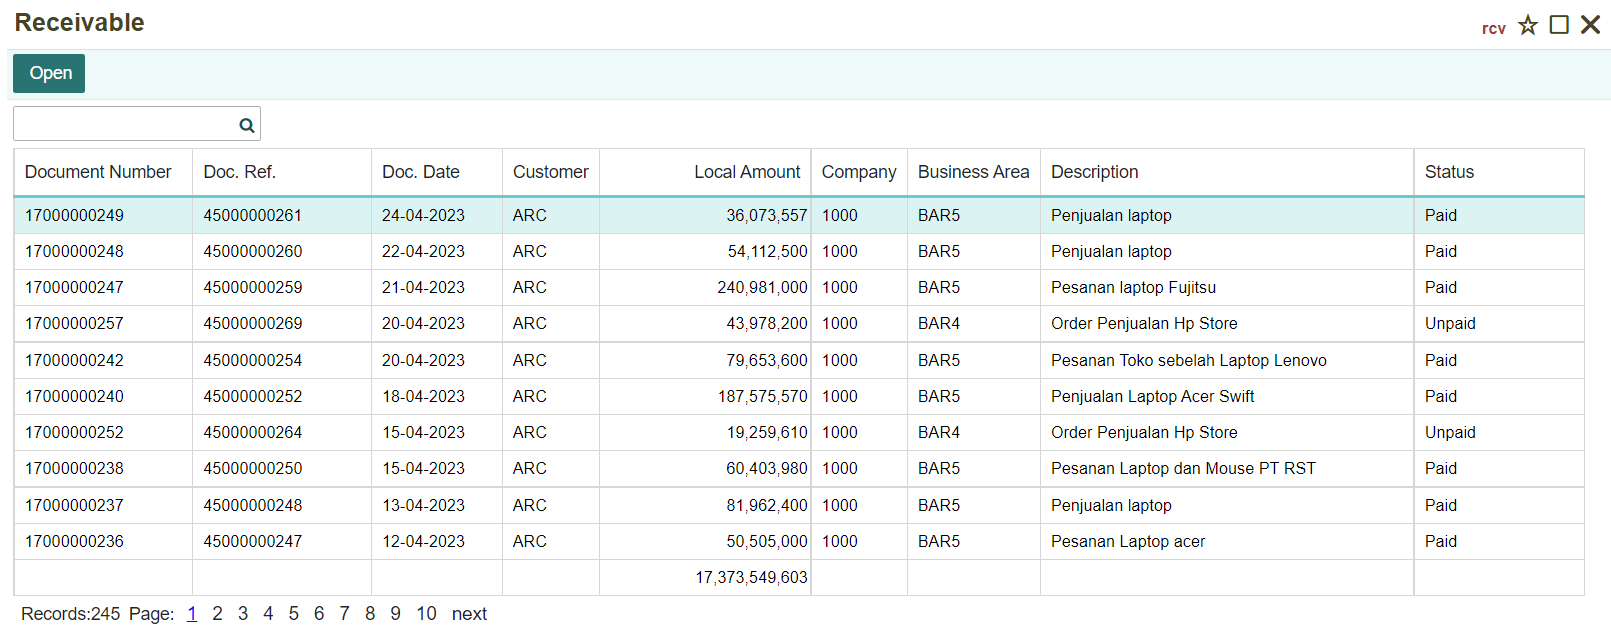 Receivable
rcv
Open
Document Number Doc. Ref. Doc. Date Customer Local Amount Company Business Area Description Status
17000000249 45000000261 24-04-2023 ARC 36,073,557 1000 BAR5 Penjualan laptop Paid
17000000248 45000000260 22-04-2023 ARC 54,112,500 1000 BAR5 Penjualan laptop Paid
17000000247 45000000259 21-04-2023 ARC 240,981,000 1000 BAR5 Pesanan laptop Fujitsu Paid
17000000257 45000000269 20-04-2023 ARC 43,978,200 1000 BAR4 Order Penjualan Hp Store Unpaid
17000000242 45000000254 20-04-2023 ARC 79,653,600 1000 BAR5 Pesanan Toko sebelah Laptop Lenovo Paid
17000000240 45000000252 18-04-2023 ARC 187,575,570 1000 BAR5 Penjualan Laptop Acer Swift Paid
17000000252 45000000264 15-04-2023 ARC 19,259,610 1000 BAR4 Order Penjualan Hp Store Unpaid
17000000238 45000000250 15-04-2023 ARC 60,403,980 1000 BAR5 Pesanan Laptop dan Mouse PT RST Paid
17000000237 45000000248 13-04-2023 ARC 81,962,400 1000 BAR5 Penjualan laptop Paid
17000000236 45000000247 12-04-2023 ARC 50,505,000 1000 BAR5 Pesanan Laptop acer Paid
17,373,549,603
Records:245 Page: 1 2 3 4 5 6 7 8 9 10 next